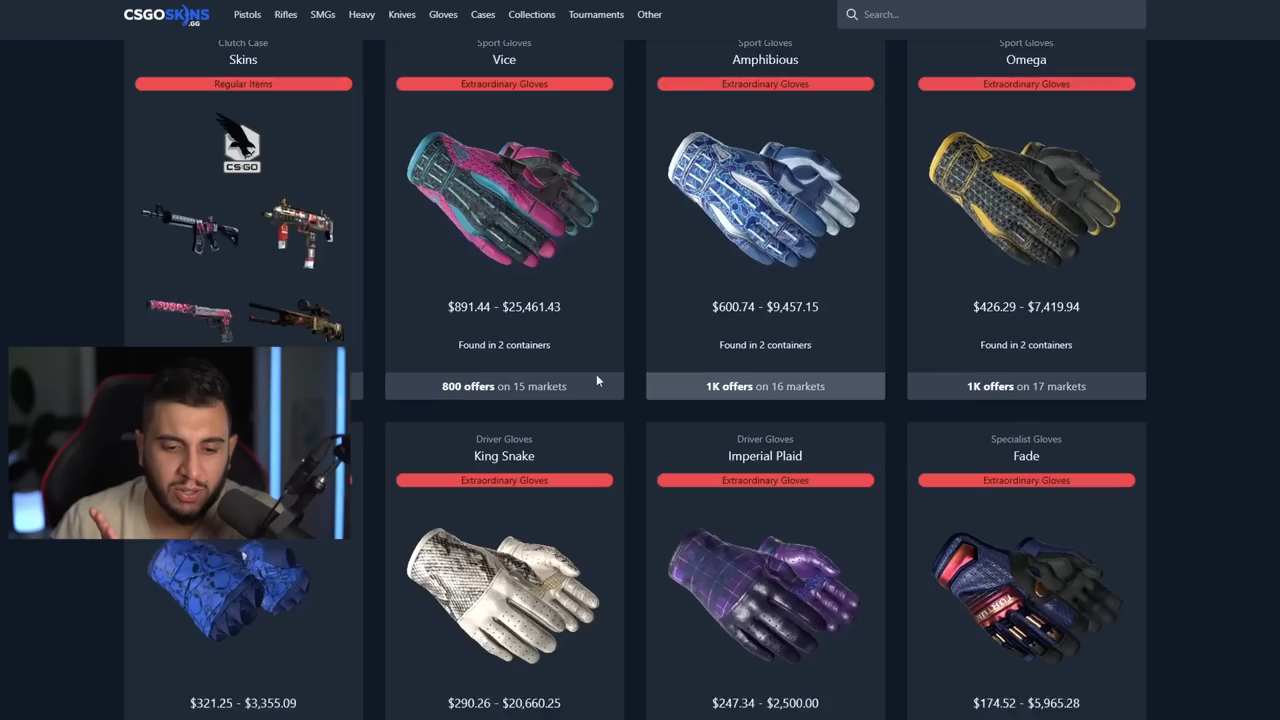 CSGOSKINS
.GG
Pistols
Rifles
SMGs
Heavy
Knives
Gloves
Cases
Collections
Tournaments
Other
Search...
Clutch Case
Skins
Regular Items
CS:GO
Sport Gloves
Vice
Extraordinary Gloves
$891.44 - $25,461.43
Found in 2 containers
800 offers on 15 markets
Sport Gloves
Amphibious
Extraordinary Gloves
$600.74 - $9,457.15
Found in 2 containers
1K offers on 16 markets
Sport Gloves
Omega
Extraordinary Gloves
$426.29 - $7,419.94
Found in 2 containers
1K offers on 17 markets
$321.25 - $3,355.09
Driver Gloves
King Snake
Extraordinary Gloves
$290.26 - $20,660.25
Driver Gloves
Imperial Plaid
Extraordinary Gloves
$247.34 - $2,500.00
Specialist Gloves
Fade
Extraordinary Gloves
$174.52 - $5,965.28